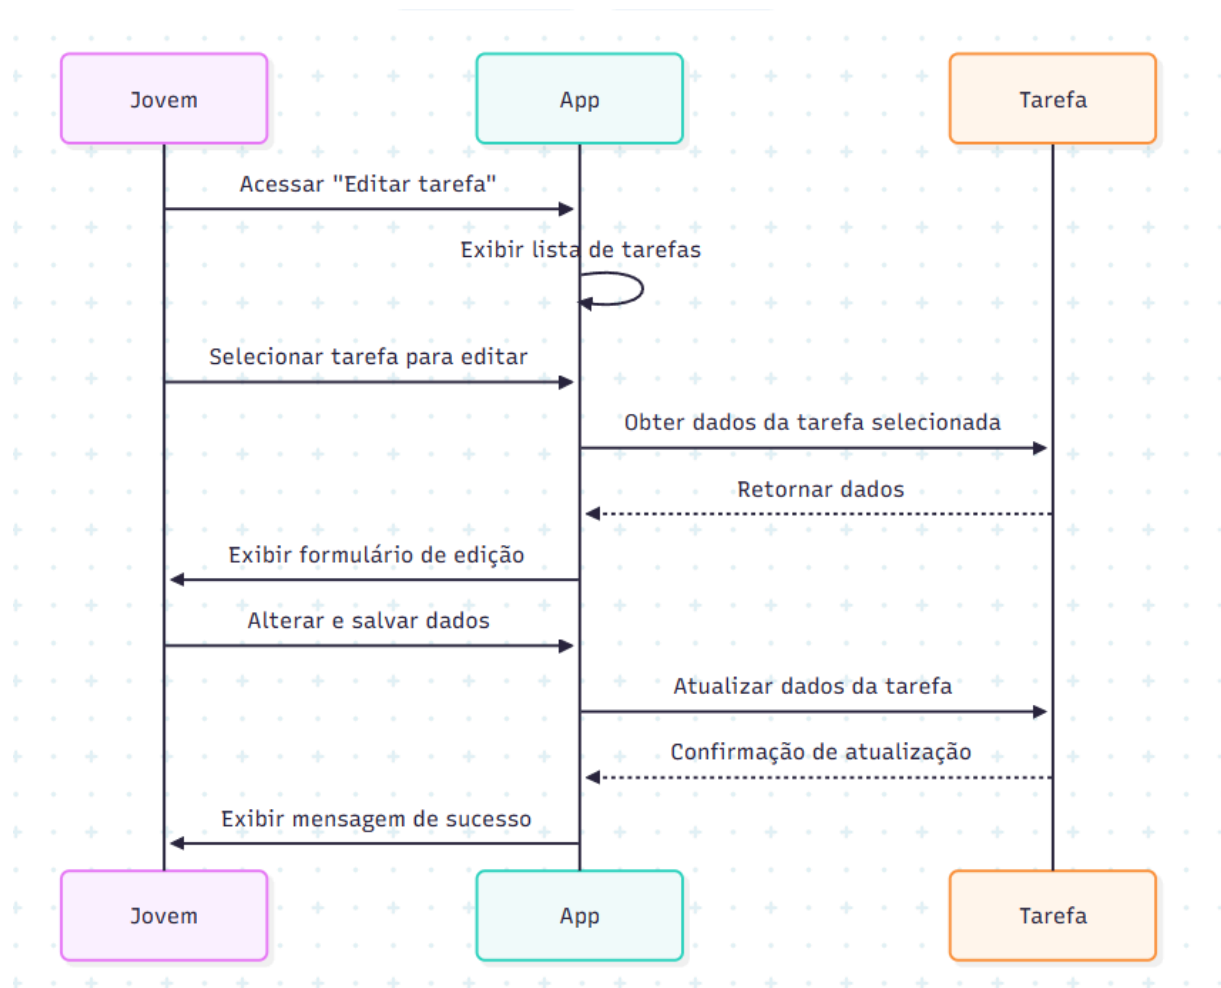 Jovem
App
Tarefa
Acessar "Editar tarefa"
Exibir lista de tarefas
Selecionar tarefa para editar
Obter dados da tarefa selecionada
Retornar dados
Exibir formulário de edição
Alterar e salvar dados
Atualizar dados da tarefa
Confirmação de atualização
Exibir mensagem de sucesso
Jovem
App
Tarefa